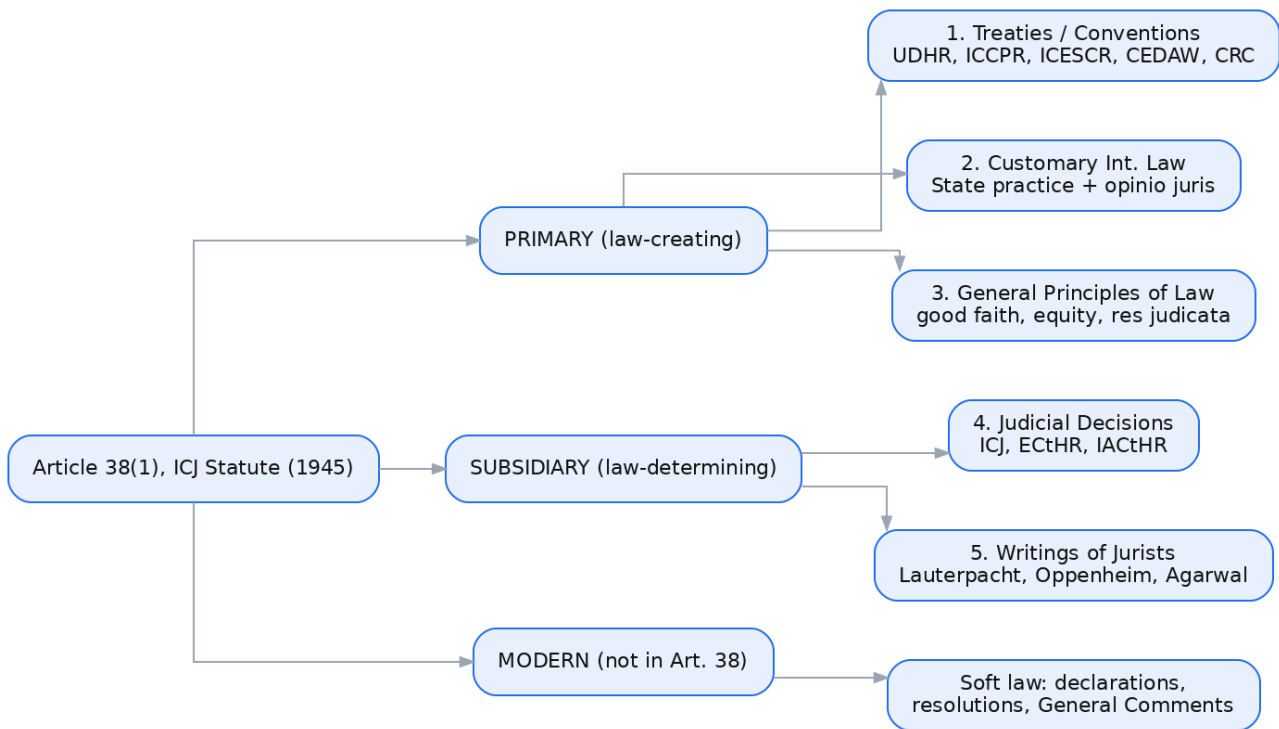 1. Treaties / Conventions
UDHR, ICCPR, ICESCR, CEDAW, CRC
2. Customary Int. Law
State practice + opinio juris
PRIMARY (law-creating)
3. General Principles of Law
good faith, equity, res judicata
Article 38(1), ICJ Statute (1945)
SUBSIDIARY (law-determining)
4. Judicial Decisions
ICJ, ECtHR, IACtHR
5. Writings of Jurists
Lauterpacht, Oppenheim, Agarwal
MODERN (not in Art. 38)
Soft law: declarations,
resolutions, General Comments